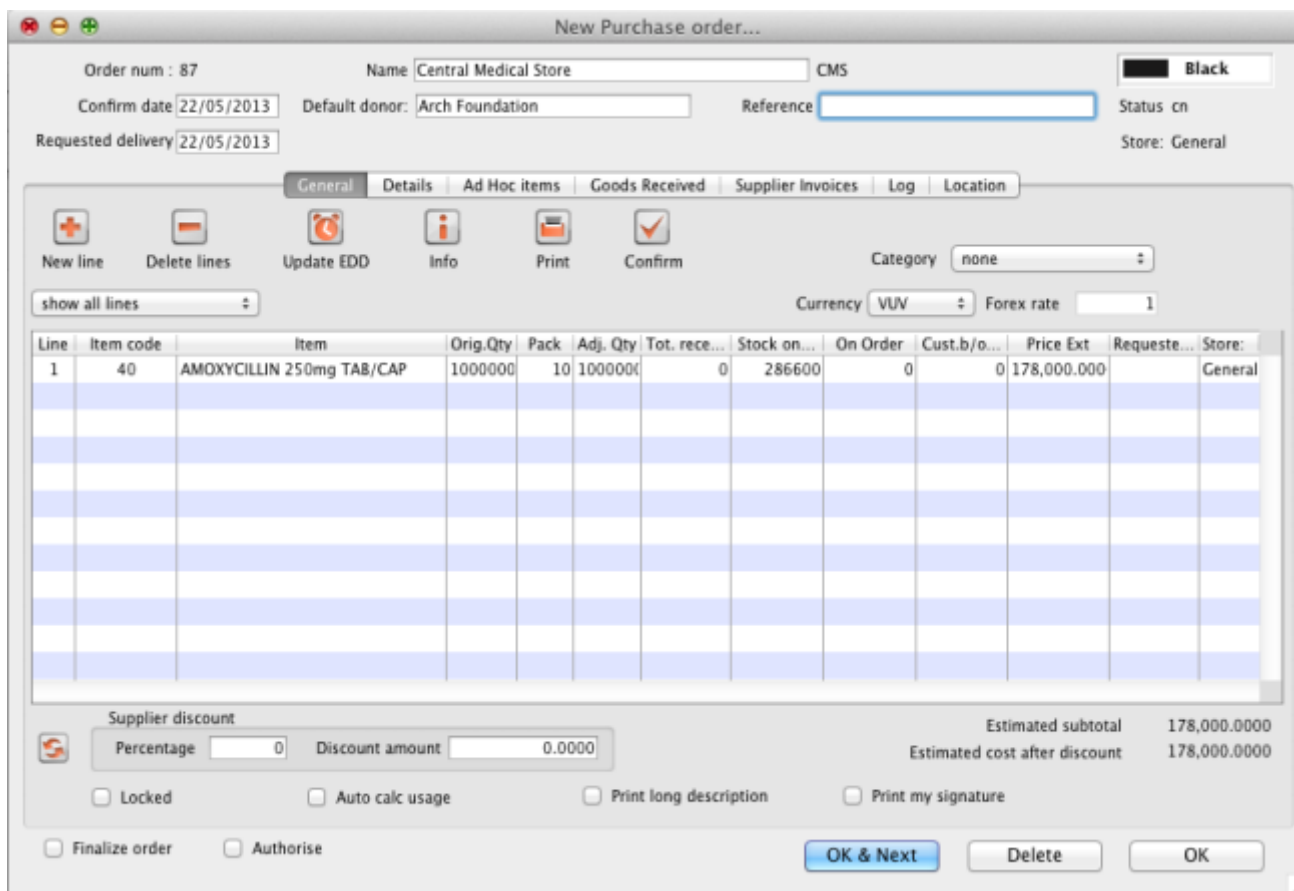 New Purchase order...
Order num : 87 Name Central Medical Store CMS Black
Confirm date 22/05/2013 Default donor: Arch Foundation Reference Status cn
Requested delivery 22/05/2013 Store: General
General Details Ad Hoc items Goods Received Supplier Invoices Log Location
New line Delete lines Update EDD Info Print Confirm Category none
show all lines Currency VUV Forex rate 1
Line Item code Item Orig.Qty Pack Adj. Qty Tot. rece... Stock on... On Order Cust.b/o... Price Ext Requeste... Store:
1 40 AMOXYCILLIN 250mg TAB/CAP 1000000 10 1000000 0 286600 0 0 178,000.000 General
Supplier discount
Percentage 0 Discount amount 0.0000
Estimated subtotal 178,000.0000
Estimated cost after discount 178,000.0000
Locked Auto calc usage Print long description Print my signature
Finalize order Authorise OK & Next Delete OK